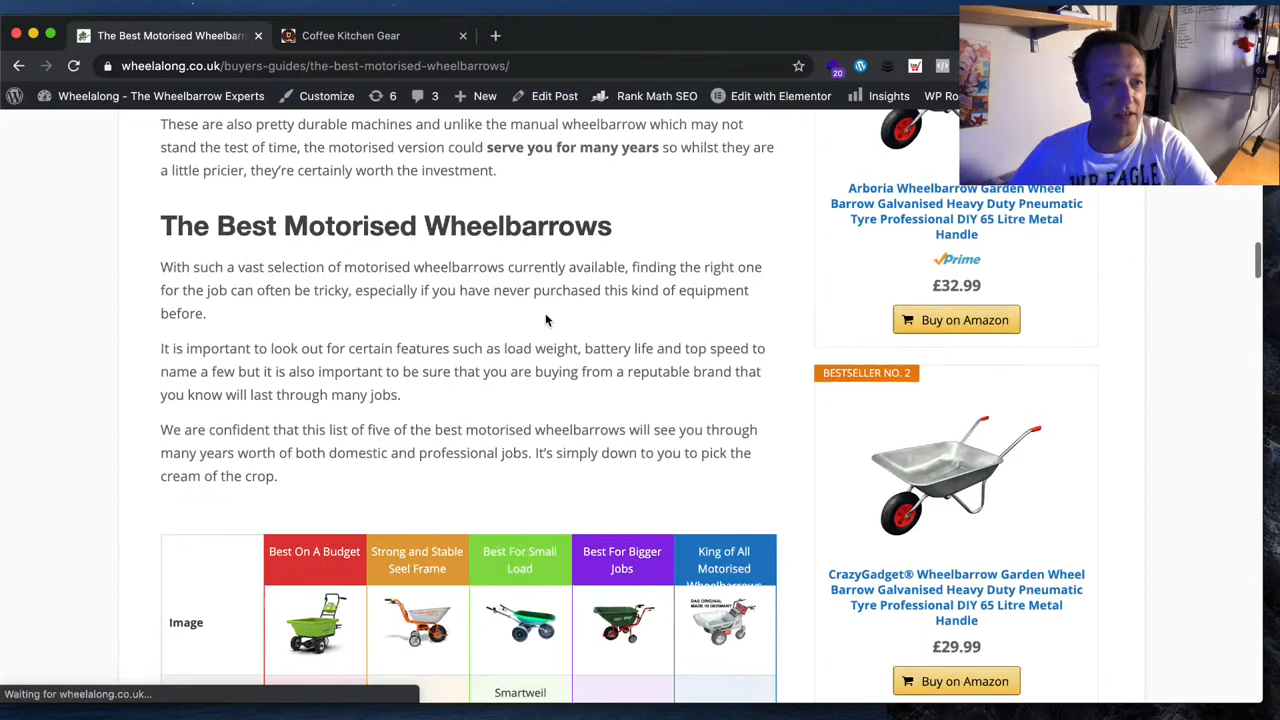 The Best Motorised Wheelbarr
Coffee Kitchen Gear
wheelalong.co.uk/buyers-guides/the-best-motorised-wheelbarrows/
20
Wheelalong - The Wheelbarrow Experts
Customize
6
New
Edit Post
Rank Math SEO
Edit with Elementor
Insights
WP Ro
These are also pretty durable machines and unlike the manual wheelbarrow which may not
stand the test of time, the motorised version could serve you for many years so whilst they are
a little pricier, they're certainly worth the investment.
The Best Motorised Wheelbarrows
With such a vast selection of motorised wheelbarrows currently available, finding the right one
for the job can often be tricky, especially if you have never purchased this kind of equipment
before.
It is important to look out for certain features such as load weight, battery life and top speed to
name a few but it is also important to be sure that you are buying from a reputable brand that
you know will last through many jobs.
We are confident that this list of five of the best motorised wheelbarrows will see you through
many years worth of both domestic and professional jobs. It's simply down to you to pick the
cream of the crop.
Best On A Budget
Strong and Stable
Seel Frame
Best For Small
Load
Best For Bigger
Jobs
King of All
Motorised
Wheelbarrows
Image
DAS ORIGINAL
MADE IN GERMANY
Smartweil
Waiting for wheelalong.co.uk...
Arboria Wheelbarrow Garden Wheel
Barrow Galvanised Heavy Duty Pneumatic
Tyre Professional DIY 65 Litre Metal
Handle
Prime
£32.99
Buy on Amazon
BESTSELLER NO. 2
CrazyGadget® Wheelbarrow Garden Wheel
Barrow Galvanised Heavy Duty Pneumatic
Tyre Professional DIY 65 Litre Metal
Handle
£29.99
Buy on Amazon
WP EAGLE